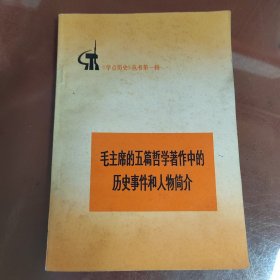 《学点历史》丛书第一辑
毛主席的五篇哲学著作中的
历史事件和人物简介